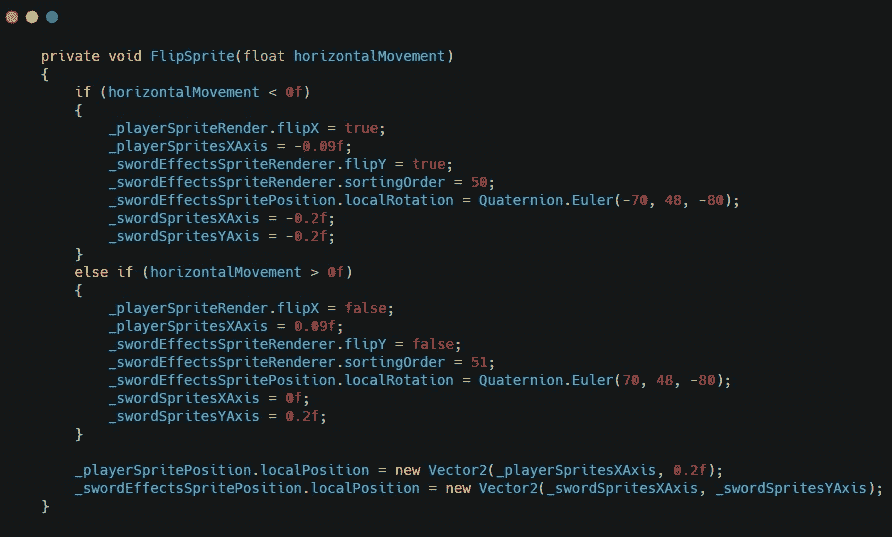 private void FlipSprite(float horizontalMovement)
{
if (horizontalMovement < 0f)
{
_playerSpriteRender.flipX = true;
_playerSpritesXAxis = -0.09f;
_swordEffectsSpriteRenderer.flipY = true;
_swordEffectsSpriteRenderer.sortingOrder = 50;
_swordEffectsSpritePosition.localRotation = Quaternion.Euler(-70, 48, -80);
_swordSpritesXAxis = -0.2f;
_swordSpritesYAxis = -0.2f;
}
else if (horizontalMovement > 0f)
{
_playerSpriteRender.flipX = false;
_playerSpritesXAxis = 0.09f;
_swordEffectsSpriteRenderer.flipY = false;
_swordEffectsSpriteRenderer.sortingOrder = 51;
_swordEffectsSpritePosition.localRotation = Quaternion.Euler(70, 48, -80);
_swordSpritesXAxis = 0f;
_swordSpritesYAxis = 0.2f;
}
_playerSpritePosition.localPosition = new Vector2(_playerSpritesXAxis, 0.2f);
_swordEffectsSpritePosition.localPosition = new Vector2(_swordSpritesXAxis, _swordSpritesYAxis);
}